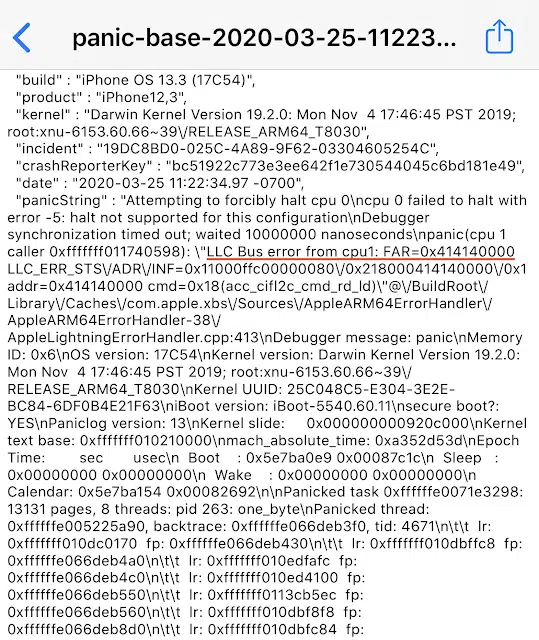 panic-base-2020-03-25-11223...
"build" : "iPhone OS 13.3 (17C54)",
"product" : "iPhone12,3",
"kernel" : "Darwin Kernel Version 19.2.0: Mon Nov  4 17:46:45 PST 2019;
root:xnu-6153.60.66~39\/RELEASE_ARM64_T8030",
"incident" : "19DC8BD0-025C-4A89-9F62-03304605254C",
"crashReporterKey" : "bc51922c773e3ee642f1e730544045c6bd181e49",
"date" : "2020-03-25 11:22:34.97 -0700",
"panicString" : "Attempting to forcibly halt cpu 0\ncpu 0 failed to halt with
error -5: halt not supported for this configuration\nDebugger
synchronization timed out; waited 10000000 nanoseconds\npanic(cpu 1
caller 0xfffffff011740598): \"LLC Bus error from cpu1: FAR=0x414140000
LLC_ERR_STS\/ADR\/INF=0x11000ffc00000080\/0x218000414140000\/0x1
addr=0x414140000 cmd=0x18(acc_cifl2c_cmd_rd_ld)\"@\/BuildRoot\/
Library\/Caches\/com.apple.xbs\/Sources\/AppleARM64ErrorHandler\/
AppleARM64ErrorHandler-38\/
AppleLightningErrorHandler.cpp:413\nDebugger message: panic\nMemory
ID: 0x6\nOS version: 17C54\nKernel version: Darwin Kernel Version 19.2.0:
Mon Nov  4 17:46:45 PST 2019; root:xnu-6153.60.66~39\/
RELEASE_ARM64_T8030\nKernel UUID: 25C048C5-E304-3E2E-
BC84-6DF0B4E21F63\niBoot version: iBoot-5540.60.11\nsecure boot?:
YES\nPaniclog version: 13\nKernel slide:      0x000000000920c000\nKernel
text base: 0xfffffff010210000\nmach_absolute_time: 0xa352d53d\nEpoch
Time:        sec       usec\n  Boot    : 0x5e7ba0e9 0x00087c1c\n  Sleep   :
0x00000000 0x00000000\n  Wake    : 0x00000000 0x00000000\n
Calendar: 0x5e7ba154 0x00082692\n\nPanicked task 0xffffffe0071e3298:
13131 pages, 8 threads: pid 263: one_byte\nPanicked thread:
0xffffffe005225a90, backtrace: 0xffffffe066deb3f0, tid: 4671\n\t\t  lr:
0xfffffff010dc0170  fp: 0xffffffe066deb430\n\t\t  lr: 0xfffffff010dbffc8  fp:
0xffffffe066deb4a0\n\t\t  lr: 0xfffffff010edfafc  fp:
0xffffffe066deb4c0\n\t\t  lr: 0xfffffff010ed4100  fp:
0xffffffe066deb550\n\t\t  lr: 0xfffffff0113cb5ec  fp:
0xffffffe066deb560\n\t\t  lr: 0xfffffff010dbf8f8  fp:
0xffffffe066deb8d0\n\t\t  lr: 0xfffffff010dbfc84  fp: